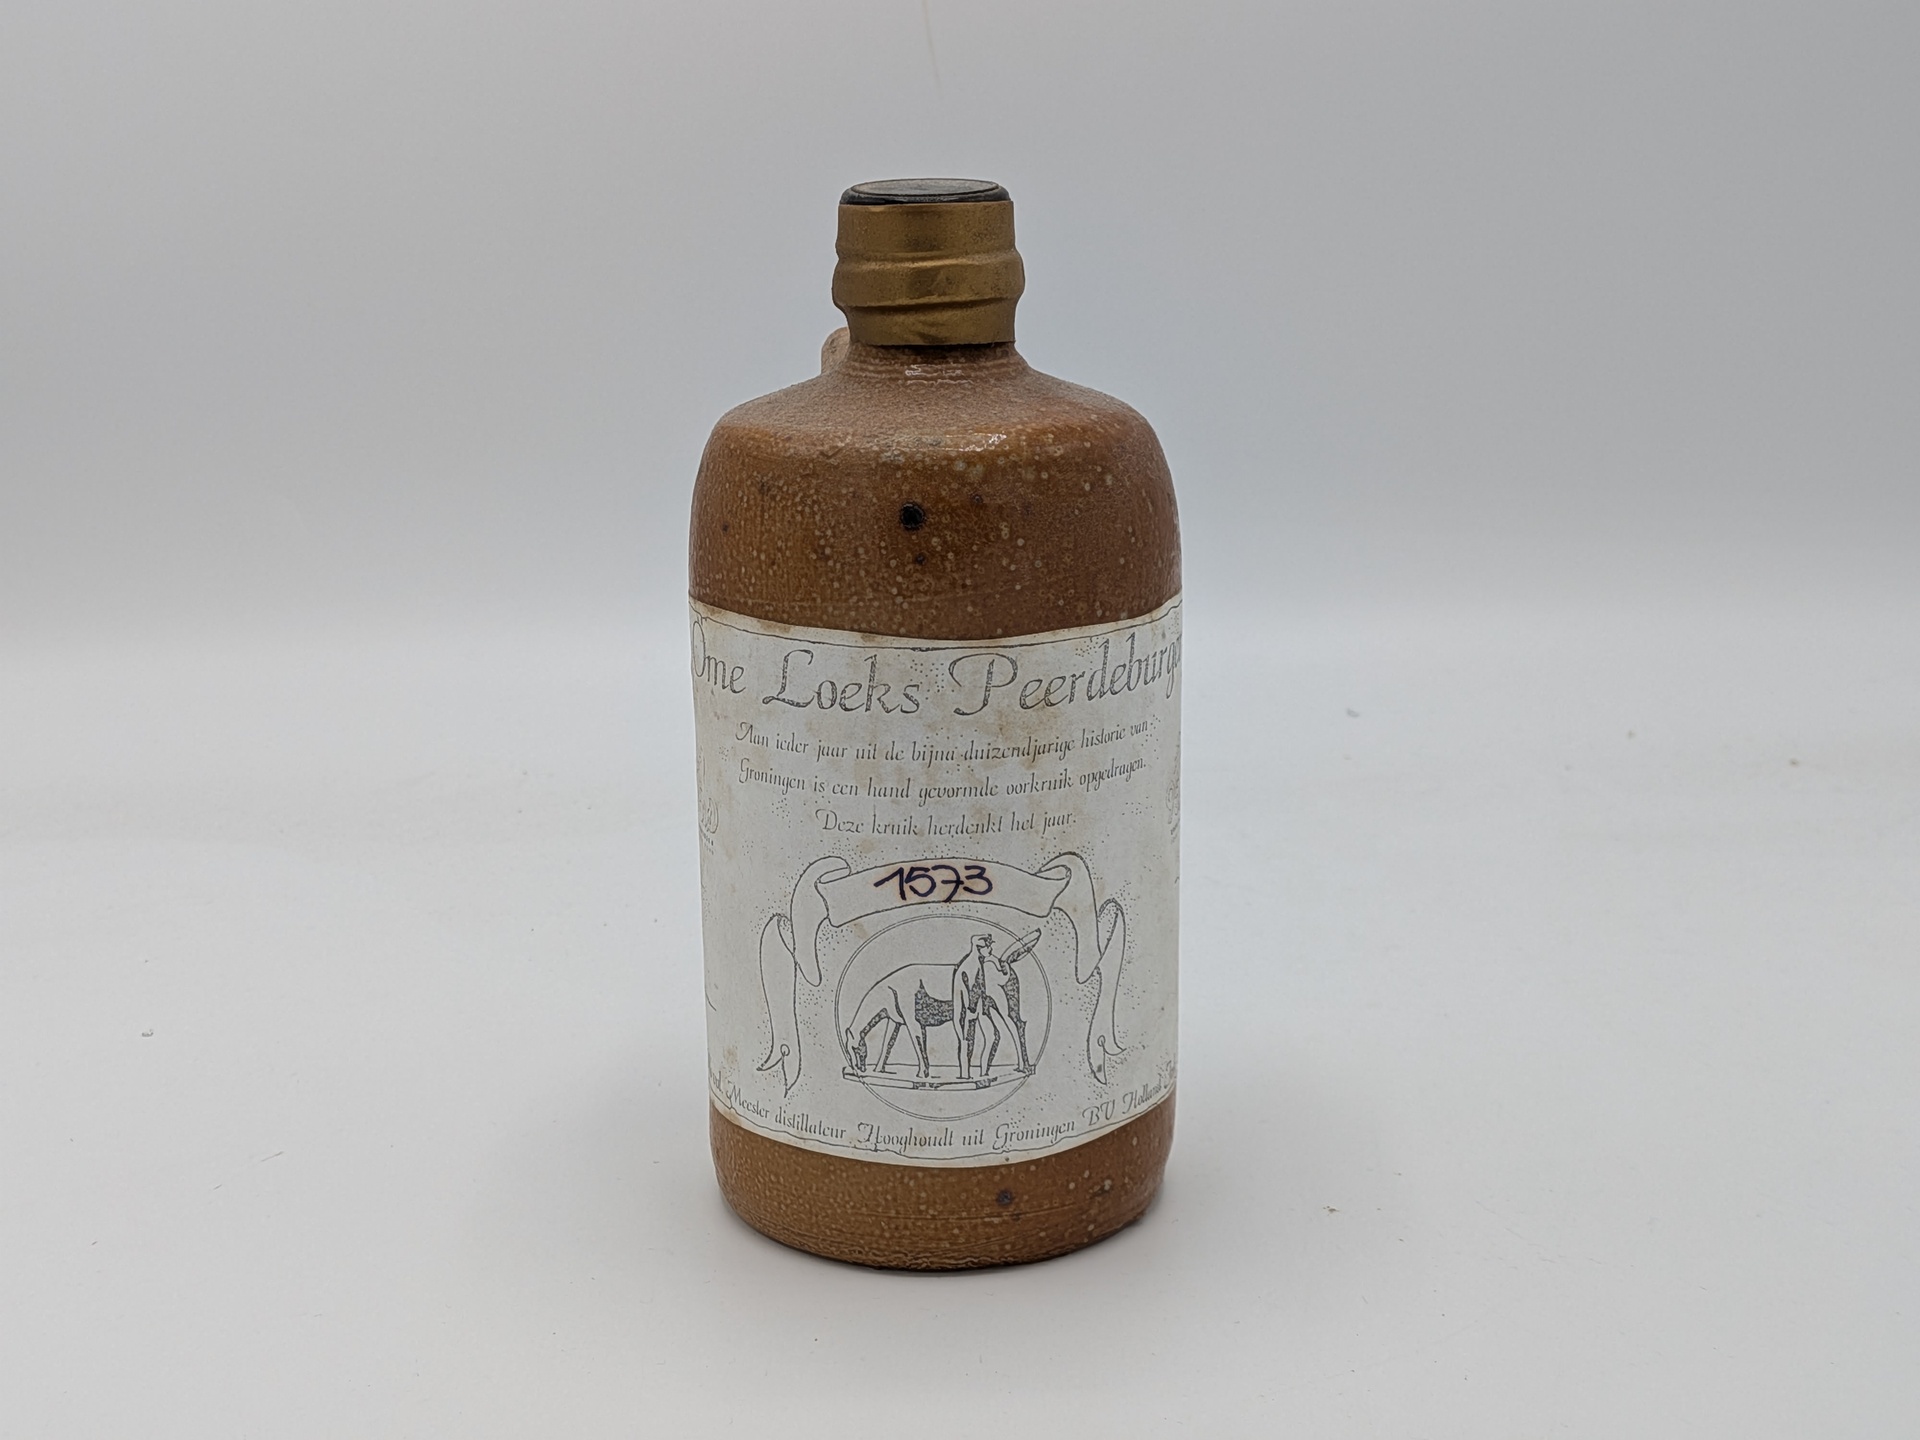 Ome Loeks Peerdeburger
Aan ieder jaar uit de bijna duizendjarige historie van
Groningen is een hand gevormde oorkruik opgedragen.
Deze kruik herdenkt het jaar:
1573
Meester distillateur Hooghoudt uit Groningen BV Holland